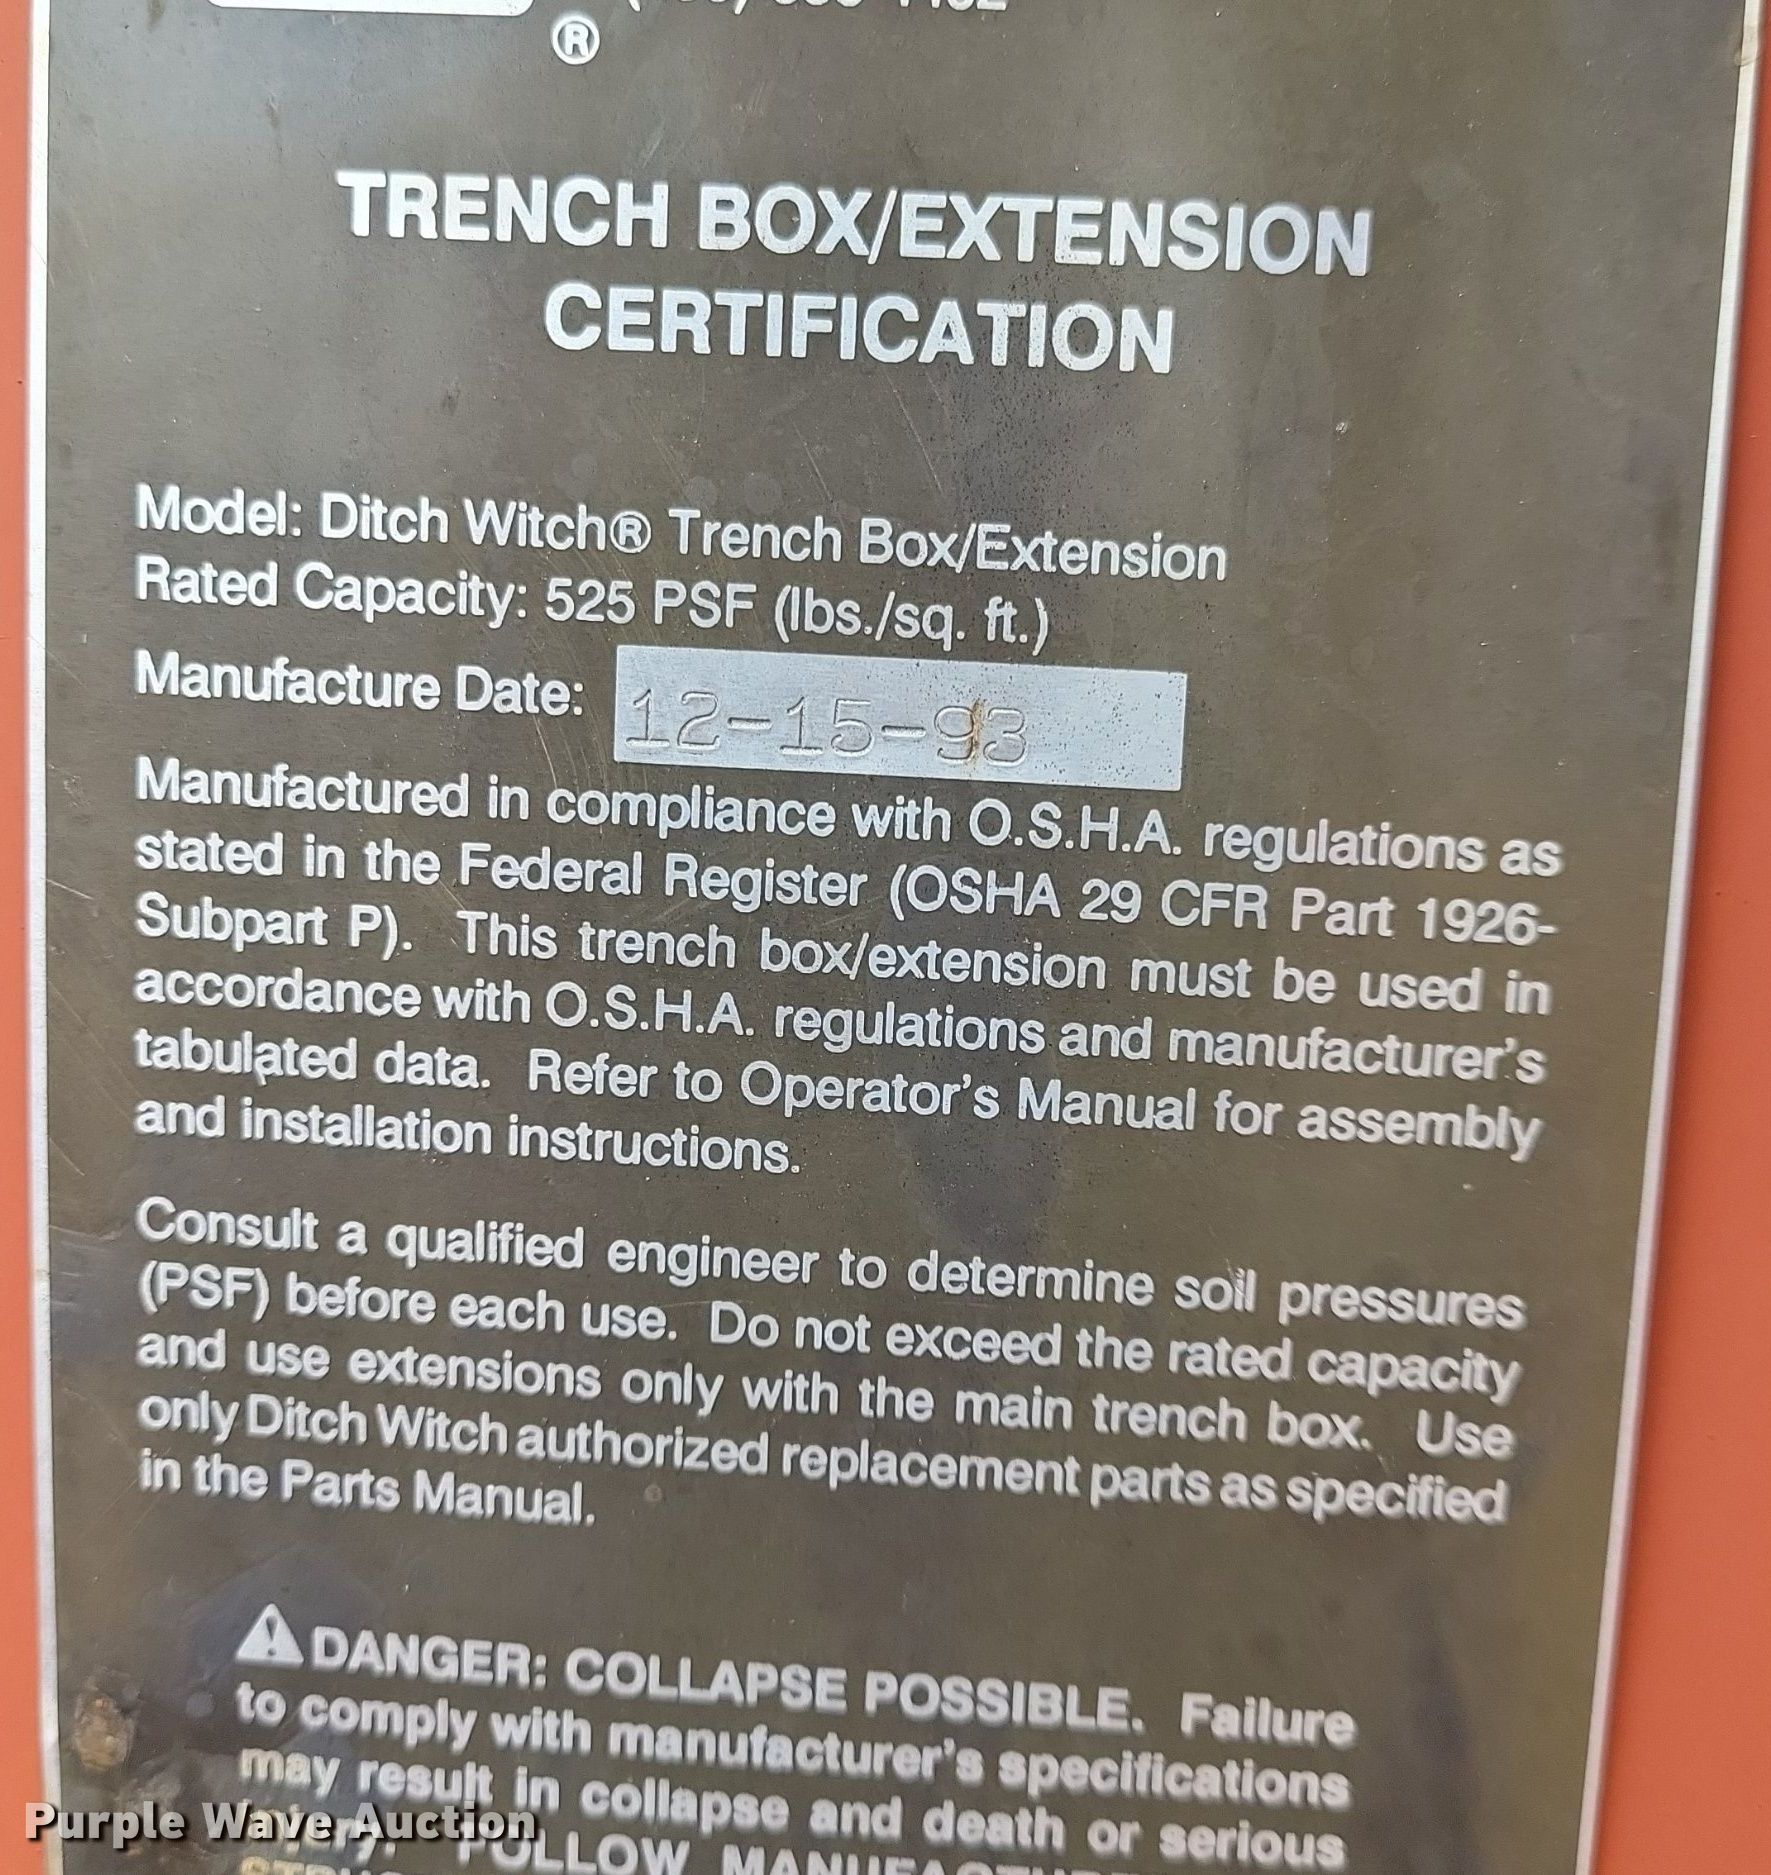 ®
TRENCH BOX/EXTENSION
CERTIFICATION
Model: Ditch Witch® Trench Box/Extension
Rated Capacity: 525 PSF (lbs./sq. ft.)
Manufacture Date: 12-15-93
Manufactured in compliance with O.S.H.A. regulations as
stated in the Federal Register (OSHA 29 CFR Part 1926-
Subpart P). This trench box/extension must be used in
accordance with O.S.H.A. regulations and manufacturer's
tabulated data. Refer to Operator's Manual for assembly
and installation instructions.
Consult a qualified engineer to determine soil pressures
(PSF) before each use. Do not exceed the rated capacity
and use extensions only with the main trench box. Use
only Ditch Witch authorized replacement parts as specified
in the Parts Manual.
DANGER: COLLAPSE POSSIBLE. Failure
to comply with manufacturer's specifications
may result in collapse and death or serious
injury. FOLLOW
Purple Wave Auction